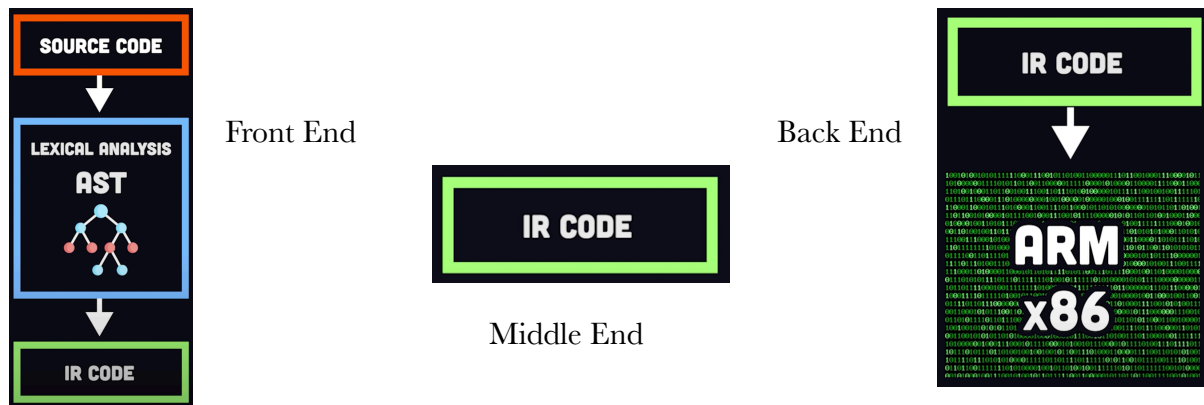 SOURCE CODE
LEXICAL ANALYSIS
AST
IR CODE
Front End
IR CODE
Middle End
Back End
IR CODE
ARM
x86